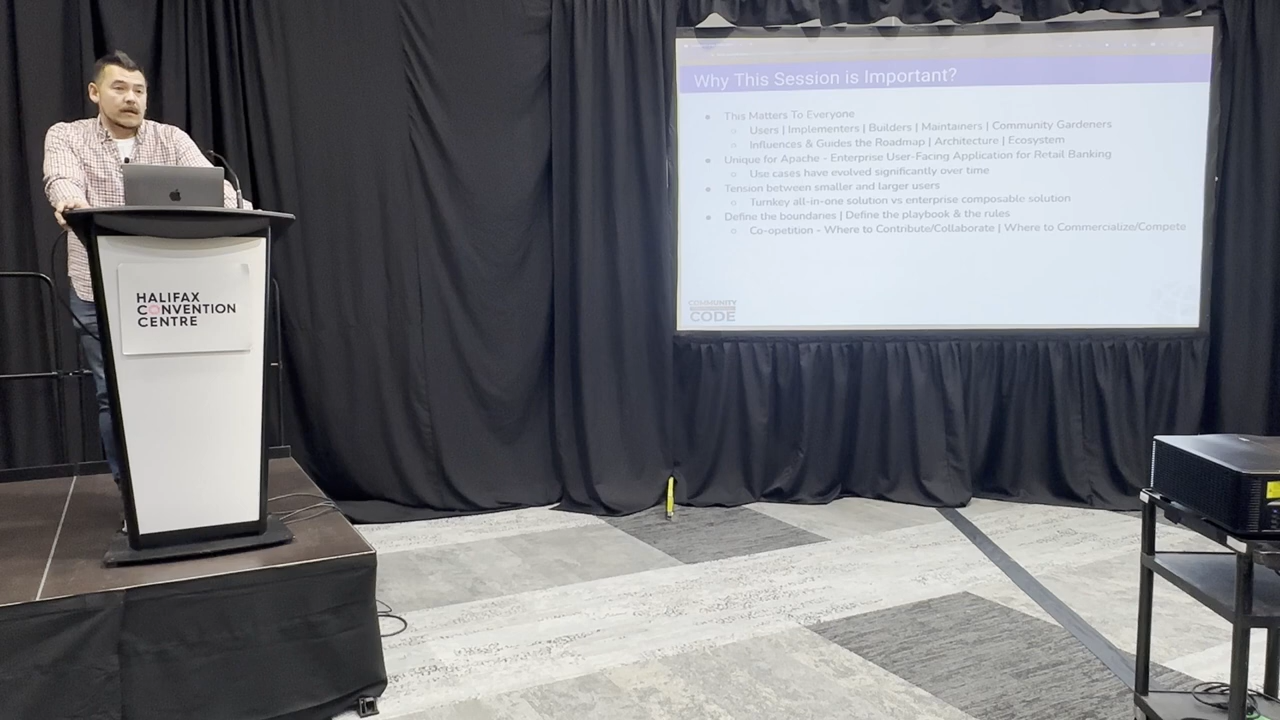 HALIFAX
CONVENTION
CENTRE
Why This Session is Important?
● This Matters To Everyone
○ Users | Implementers | Builders | Maintainers | Community Gardeners
○ Influences & Guides the Roadmap | Architecture | Ecosystem
● Unique for Apache - Enterprise User-Facing Application for Retail Banking
○ Use cases have evolved significantly over time
● Tension between smaller and larger users
○ Turnkey all-in-one solution vs enterprise composable solution
● Define the boundaries | Define the playbook & the rules
○ Co-opetition - Where to Contribute/Collaborate | Where to Commercialize/Compete
COMMUNITY
CODE